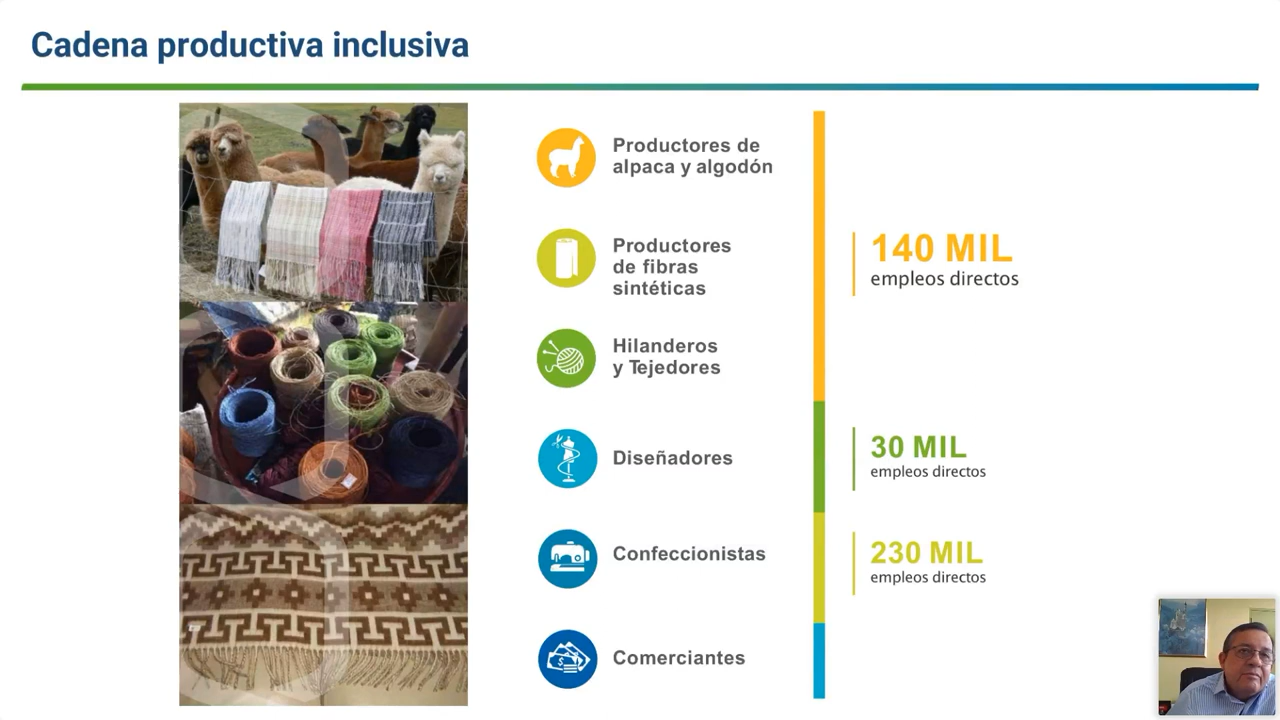 Cadena productiva inclusiva
Productores de
alpaca y algodón
Productores
de fibras
sintéticas
140 MIL
empleos directos
Hilanderos
y Tejedores
Diseñadores
30 MIL
empleos directos
Confeccionistas
230 MIL
empleos directos
Comerciantes